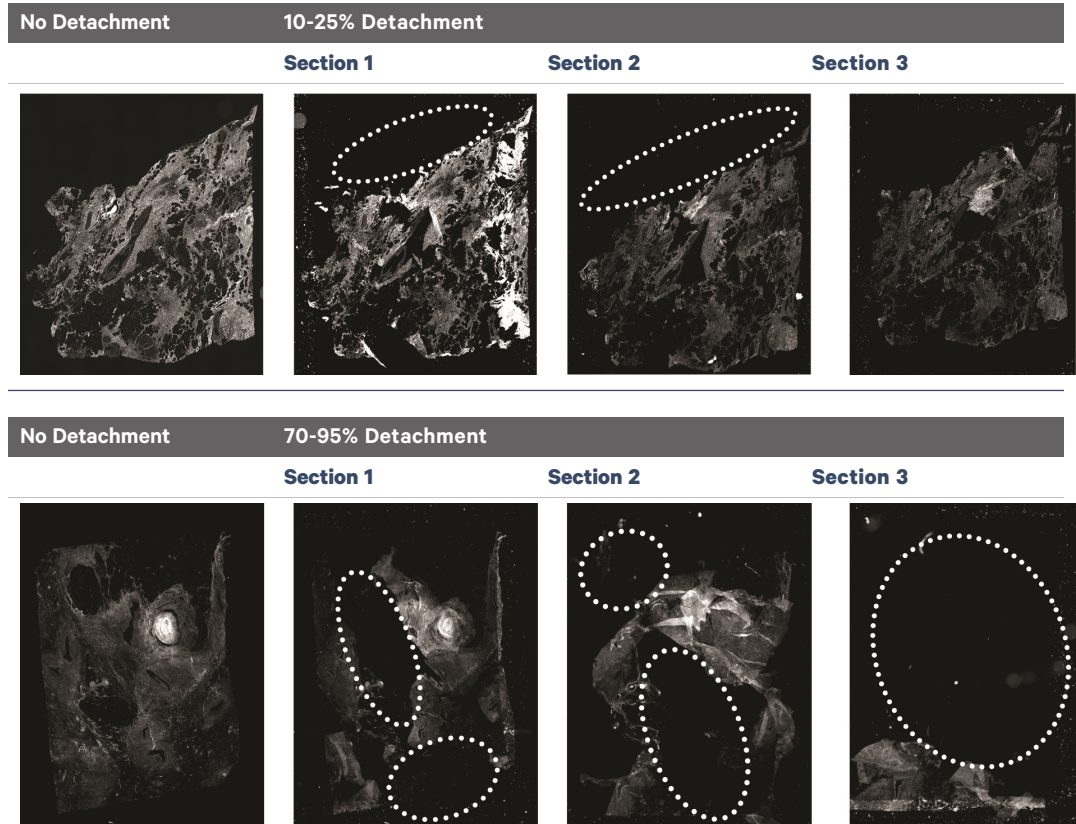 No Detachment 10-25% Detachment
Section 1 Section 2 Section 3
No Detachment 70-95% Detachment
Section 1 Section 2 Section 3